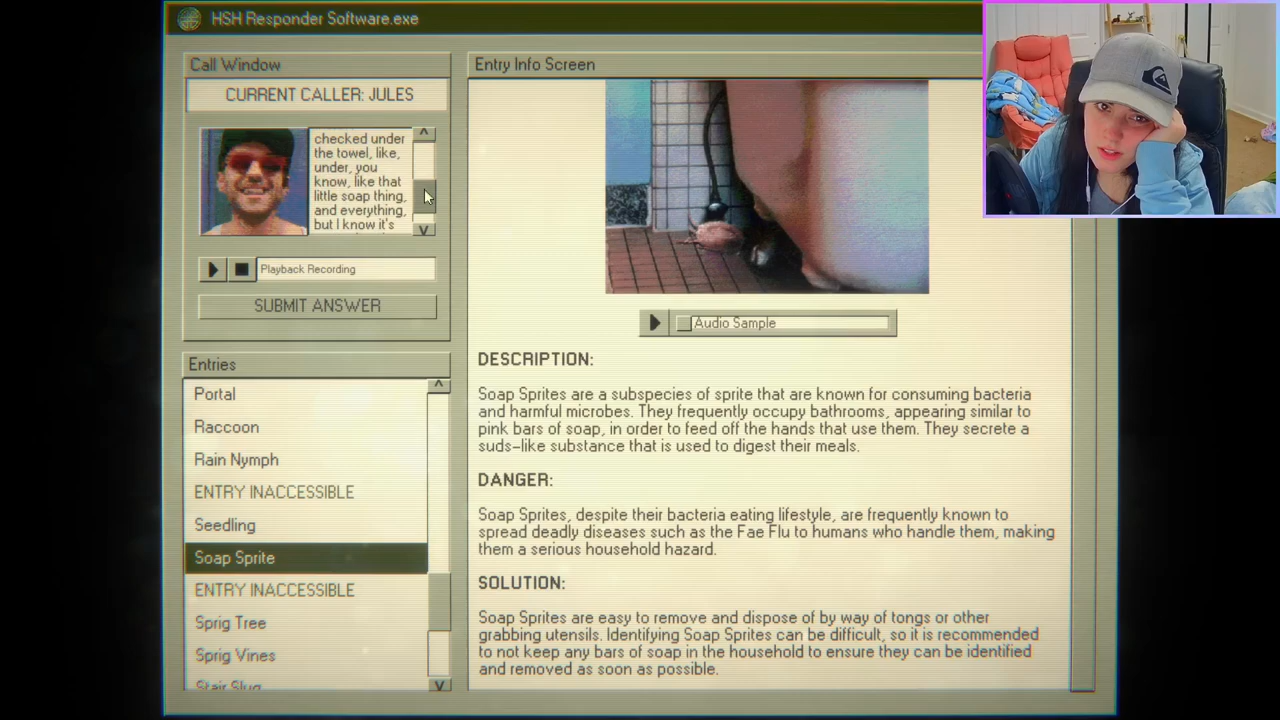 HSH Responder Software.exe
Call Window
CURRENT CALLER: JULES
checked under
the towel, like,
under, you
know, like that
little soap thing,
and everything,
but I know it's
Playback Recording
SUBMIT ANSWER
Entries
Portal
Raccoon
Rain Nymph
ENTRY INACCESSIBLE
Seedling
Soap Sprite
ENTRY INACCESSIBLE
Sprig Tree
Sprig Vines
Stair Slug
Entry Info Screen
Audio Sample
DESCRIPTION:
Soap Sprites are a subspecies of sprite that are known for consuming bacteria
and harmful microbes. They frequently occupy bathrooms, appearing similar to
pink bars of soap, in order to feed off the hands that use them. They secrete a
suds-like substance that is used to digest their meals.
DANGER:
Soap Sprites, despite their bacteria eating lifestyle, are frequently known to
spread deadly diseases such as the Fae Flu to humans who handle them, making
them a serious household hazard.
SOLUTION:
Soap Sprites are easy to remove and dispose of by way of tongs or other
grabbing utensils. Identifying Soap Sprites can be difficult, so it is recommended
to not keep any bars of soap in the household to ensure they can be identified
and removed as soon as possible.